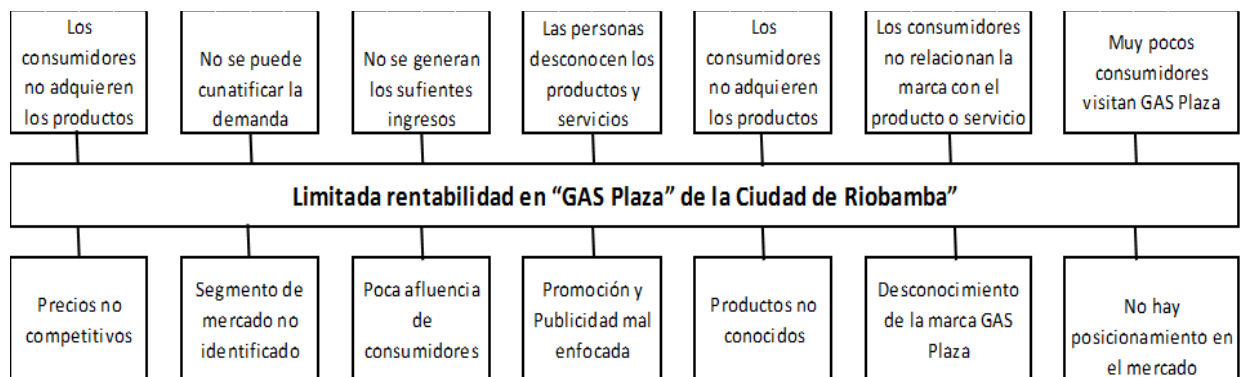 Los
consumidores
no adquieren
los productos
No se puede
cunatificar la
demanda
No se generan
los sufientes
ingresos
Las personas
desconocen los
productos y
servicios
Los
consumidores
no adquieren
los productos
Los consumidores
no relacionan la
marca con el
producto o servicio
Muy pocos
consumidores
visitan GAS Plaza
Limitada rentabilidad en “GAS Plaza” de la Ciudad de Riobamba”
Precios no
competitivos
Segmento de
mercado no
identificado
Poca afluencia
de
consumidores
Promoción y
Publicidad mal
enfocada
Productos no
conocidos
Desconocimiento
de la marca GAS
Plaza
No hay
posicionamiento en
el mercado